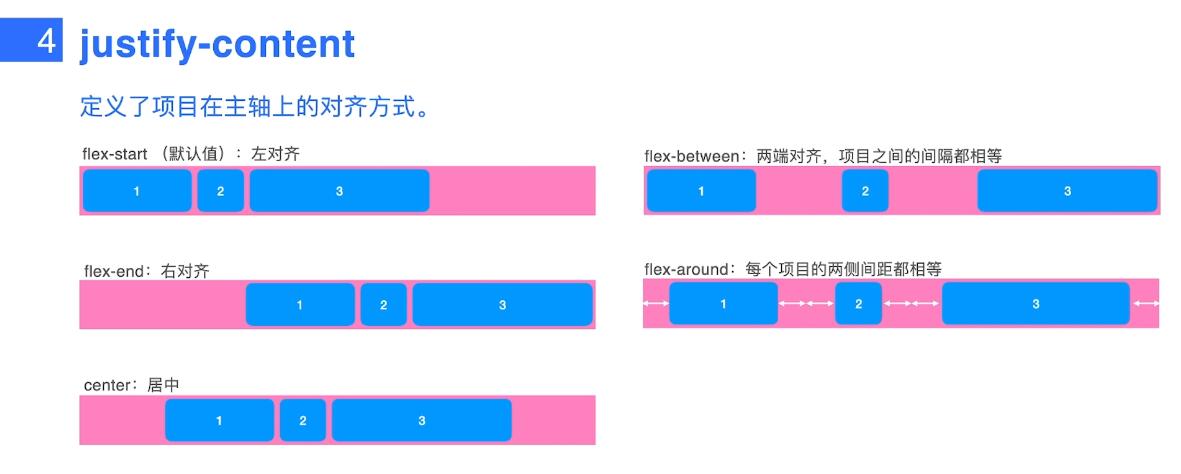 4 justify-content
定义了项目在主轴上的对齐方式。
flex-start （默认值）：左对齐
1 2 3
flex-end：右对齐
1 2 3
center：居中
1 2 3
flex-between：两端对齐，项目之间的间隔都相等
1 2 3
flex-around：每个项目的两侧间距都相等
1 2 3